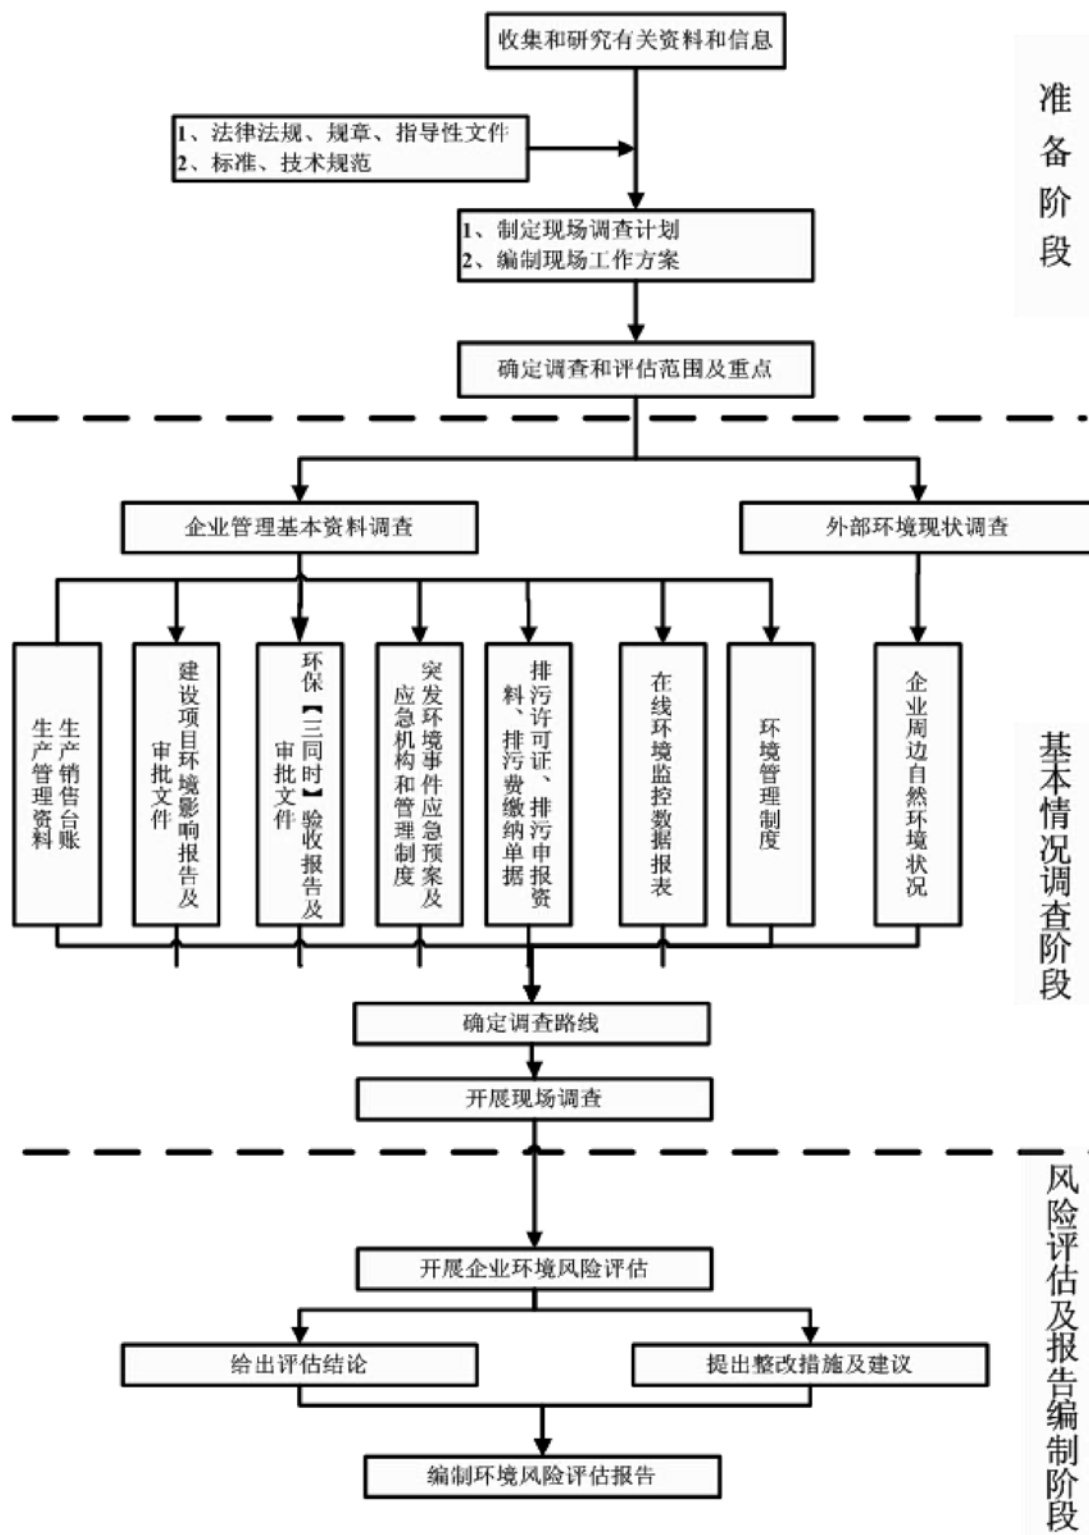 收集和研究有关资料和信息
准备阶段
1、法律法规、规章、指导性文件
2、标准、技术规范
1、制定现场调查计划
2、编制现场工作方案
确定调查和评估范围及重点
企业管理基本资料调查
外部环境现状调查
生产销售台账
生产管理资料
建设项目环境影响报告及
审批文件
环保【三同时】验收报告及
审批文件
突发环境事件应急预案及
应急机构和管理制度
排污许可证、排污申报资
料、排污费缴纳单据
在线环境监控数据报表
环境管理制度
企业周边自然环境状况
基本情况调查阶段
确定调查路线
开展现场调查
风险评估及报告编制阶段
开展企业环境风险评估
给出评估结论
提出整改措施及建议
编制环境风险评估报告